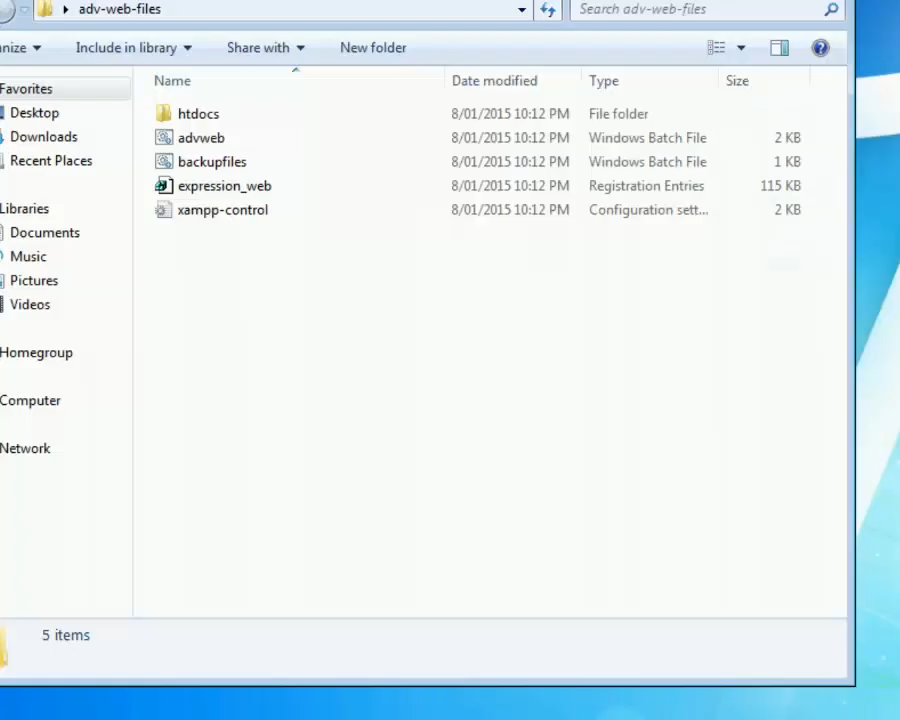 adv-web-files
Search adv-web-files
nize
Include in library
Share with
New folder
Name
Date modified
Type
Size
Favorites
Desktop
Downloads
Recent Places
Libraries
Documents
Music
Pictures
Videos
Homegroup
Computer
Network
htdocs 8/01/2015 10:12 PM File folder
advweb 8/01/2015 10:12 PM Windows Batch File 2 KB
backupfiles 8/01/2015 10:12 PM Windows Batch File 1 KB
expression_web 8/01/2015 10:12 PM Registration Entries 115 KB
xampp-control 8/01/2015 10:12 PM Configuration sett... 2 KB
5 items